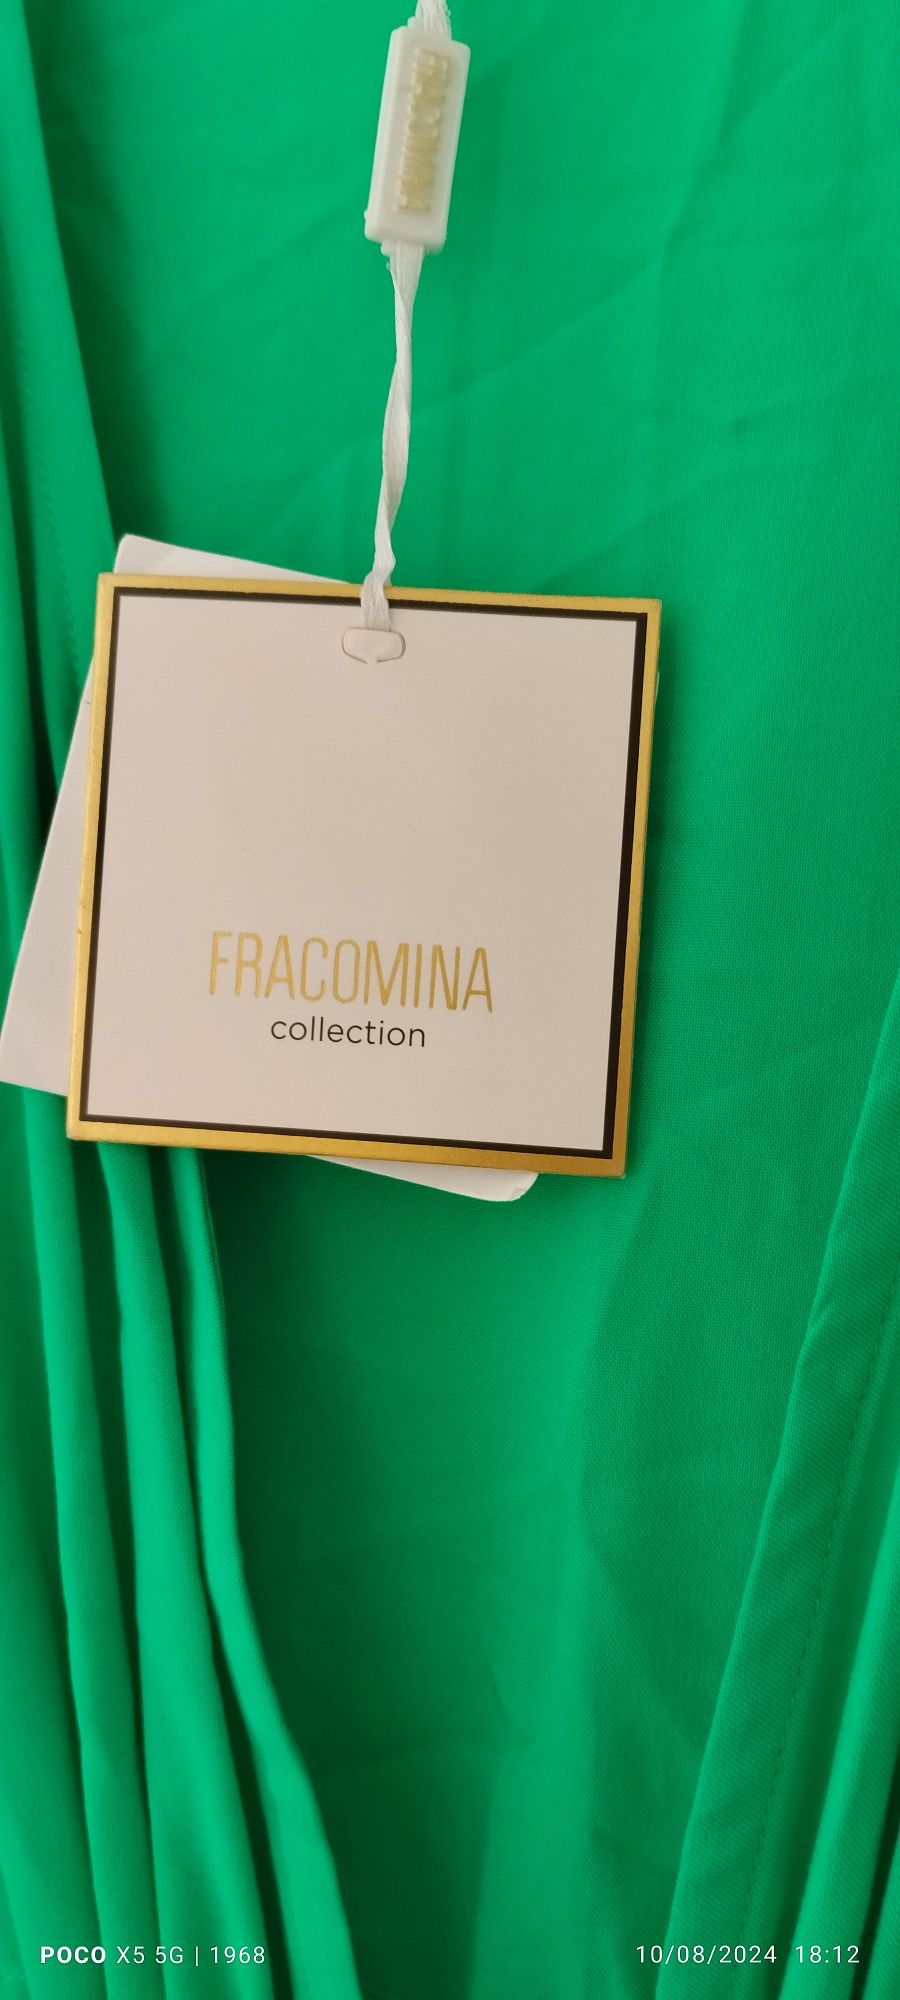 FRACOMINA
FRACOMINA
collection
POCO X5 5G | 1968
10/08/2024 18:12